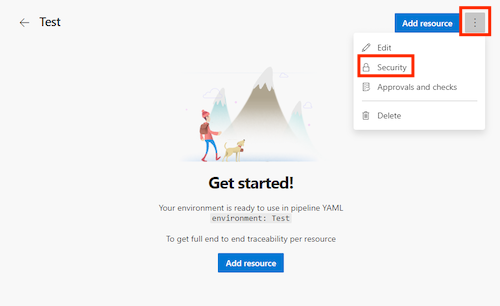 Test
Add resource
Edit
Security
Approvals and checks
Delete
Get started!
Your environment is ready to use in pipeline YAML
environment: Test
To get full end to end traceability per resource
Add resource